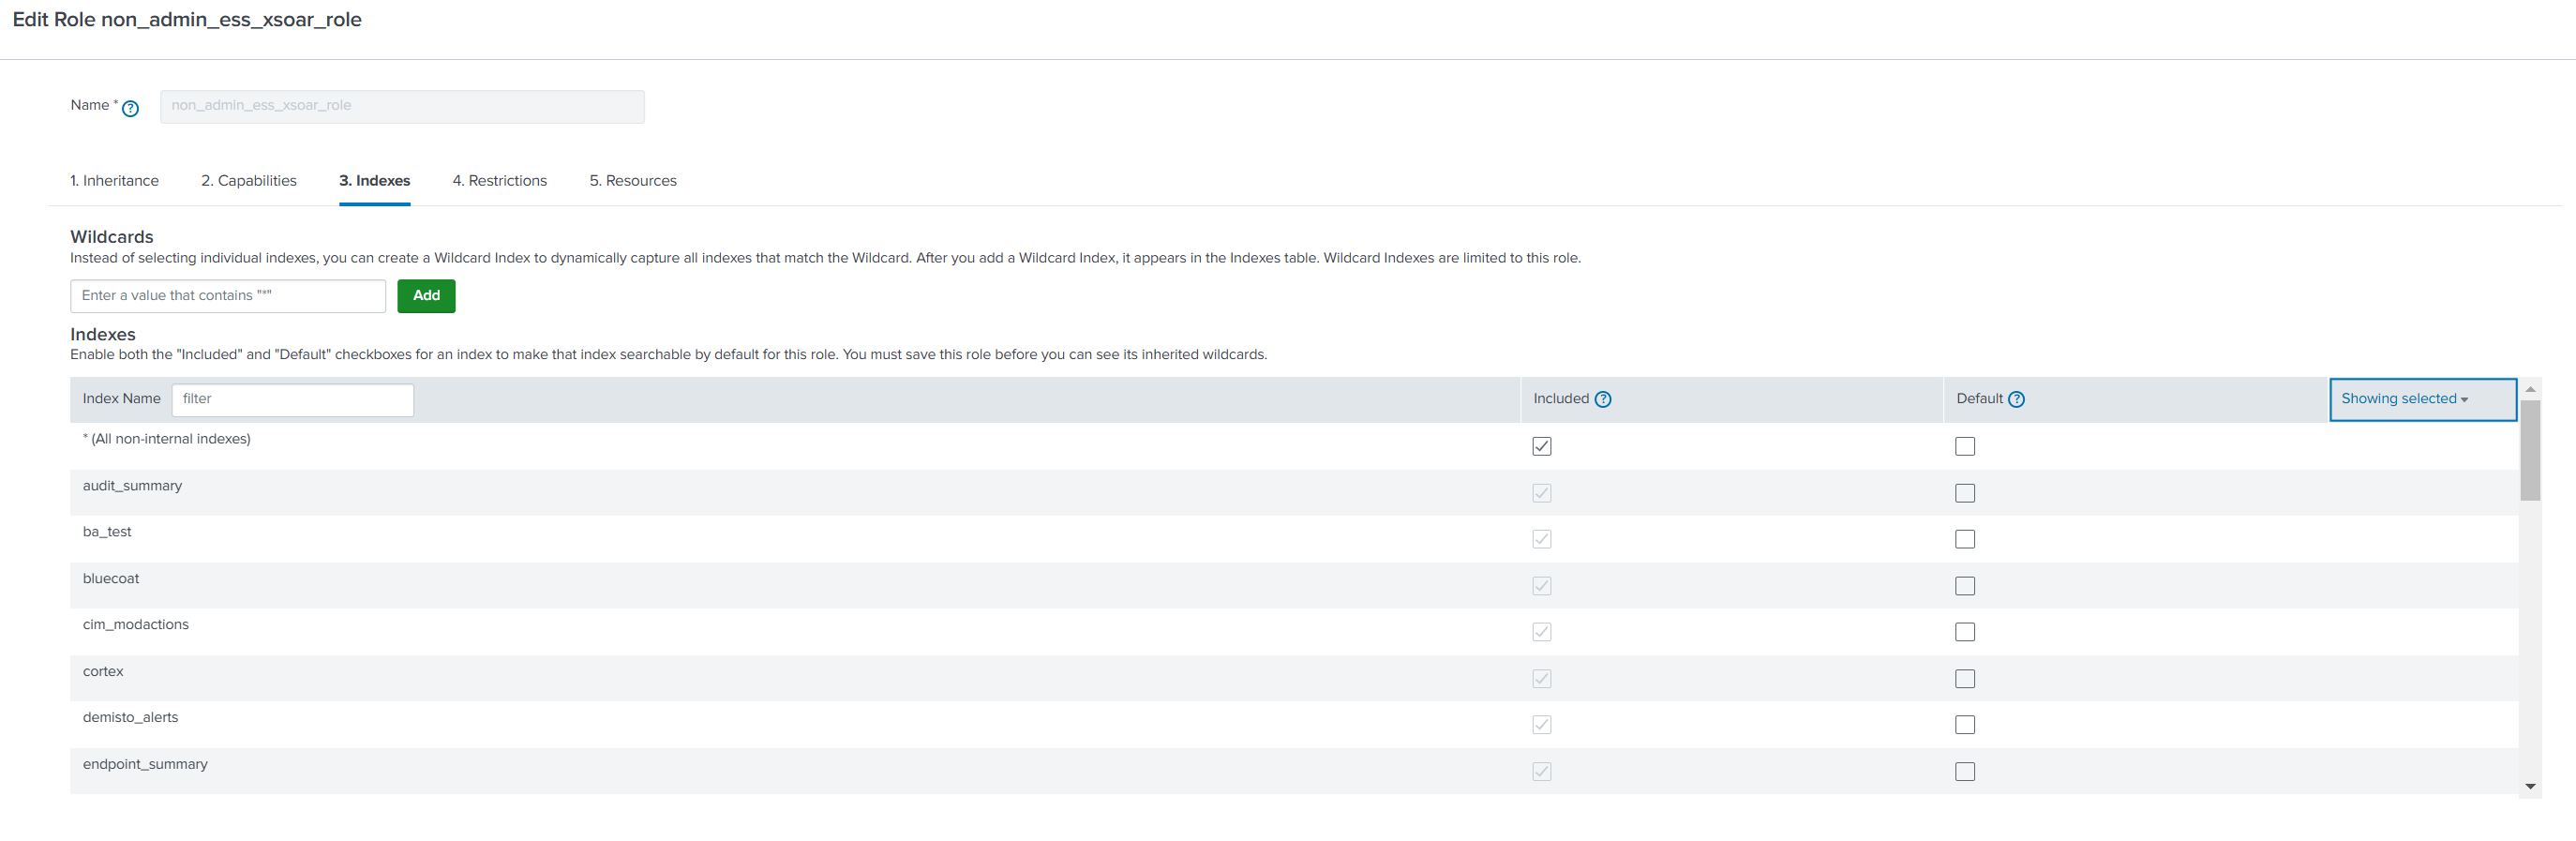 Edit Role non_admin_ess_xsoar_role
Name * ?
non_admin_ess_xsoar_role
1. Inheritance 2. Capabilities 3. Indexes 4. Restrictions 5. Resources
Wildcards
Instead of selecting individual indexes, you can create a Wildcard Index to dynamically capture all indexes that match the Wildcard. After you add a Wildcard Index, it appears in the Indexes table. Wildcard Indexes are limited to this role.
Enter a value that contains "*" Add
Indexes
Enable both the "Included" and "Default" checkboxes for an index to make that index searchable by default for this role. You must save this role before you can see its inherited wildcards.
Index Name filter Included ? Default ? Showing selected
* (All non-internal indexes)
audit_summary
ba_test
bluecoat
cim_modactions
cortex
demisto_alerts
endpoint_summary